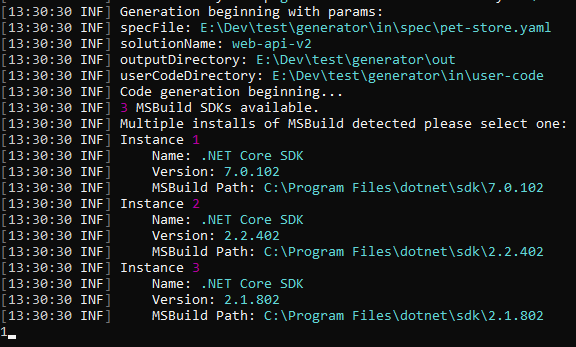 [13:30:30 INF] Generation beginning with params:
[13:30:30 INF] specFile: E:\Dev\test\generator\in\spec\pet-store.yaml
[13:30:30 INF] solutionName: web-api-v2
[13:30:30 INF] outputDirectory: E:\Dev\test\generator\out
[13:30:30 INF] userCodeDirectory: E:\Dev\test\generator\in\user-code
[13:30:30 INF] Code generation beginning...
[13:30:30 INF] 3 MSBuild SDKs available.
[13:30:30 INF] Multiple installs of MSBuild detected please select one:
[13:30:30 INF] Instance 1
[13:30:30 INF]     Name: .NET Core SDK
[13:30:30 INF]     Version: 7.0.102
[13:30:30 INF]     MSBuild Path: C:\Program Files\dotnet\sdk\7.0.102
[13:30:30 INF] Instance 2
[13:30:30 INF]     Name: .NET Core SDK
[13:30:30 INF]     Version: 2.2.402
[13:30:30 INF]     MSBuild Path: C:\Program Files\dotnet\sdk\2.2.402
[13:30:30 INF] Instance 3
[13:30:30 INF]     Name: .NET Core SDK
[13:30:30 INF]     Version: 2.1.802
[13:30:30 INF]     MSBuild Path: C:\Program Files\dotnet\sdk\2.1.802
1